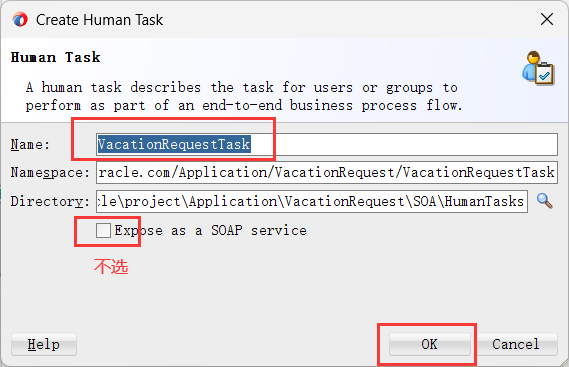 Create Human Task
Human Task
A human task describes the task for users or groups to
perform as part of an end-to-end business process flow.
Name: VacationRequestTask
Namespace: racle.com/Application/VacationRequest/VacationRequestTask
Directory: cle\project\Application\VacationRequest\SOA\HumanTasks
Expose as a SOAP service
不选
Help OK Cancel